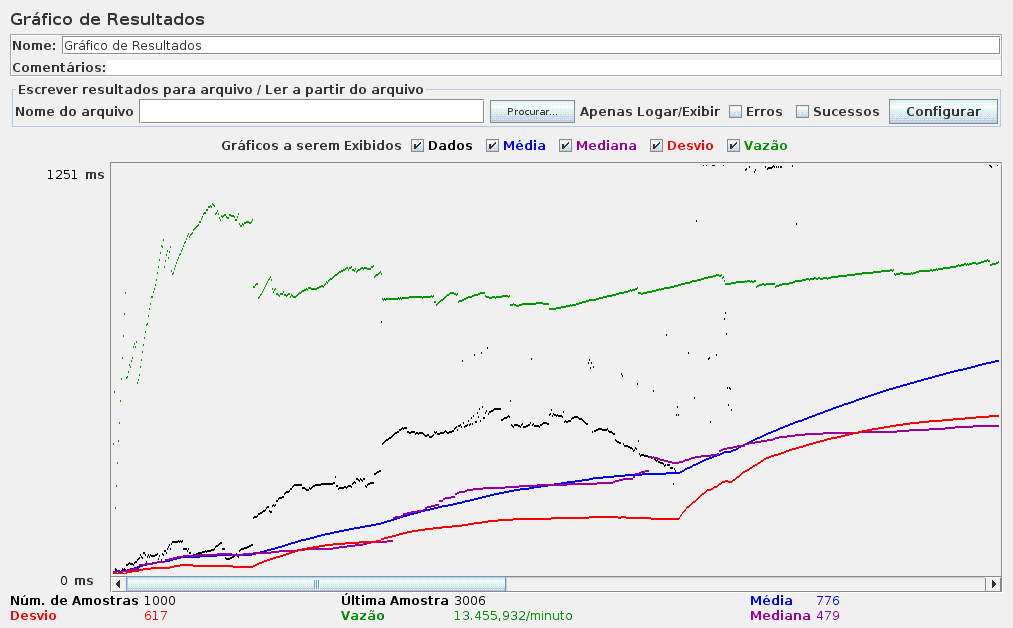 Gráfico de Resultados
Nome: Gráfico de Resultados
Comentários:
Escrever resultados para arquivo / Ler a partir do arquivo
Nome do arquivo Procurar... Apenas Logar/Exibir Erros Sucessos Configurar
Gráficos a serem Exibidos Dados Média Mediana Desvio Vazão
1251 ms
0 ms
Núm. de Amostras 1000 Última Amostra 3006 Média 776
Desvio 617 Vazão 13.455,932/minuto Mediana 479